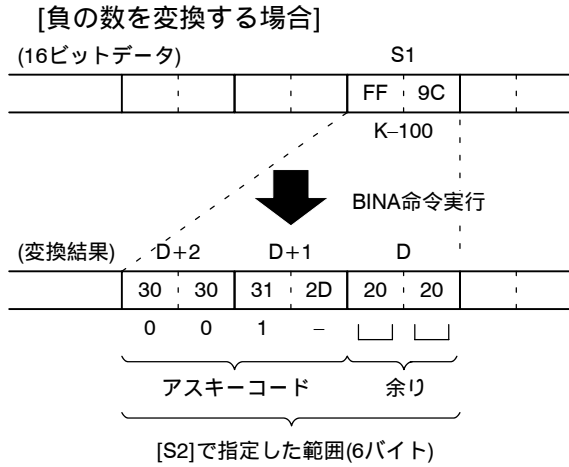 [負の数を変換する場合]
(16ビットデータ) S1
FF 9C
K–100
BINA命令実行
(変換結果) D+2 D+1 D
30 30 31 2D 20 20
0 0 1 –
アスキーコード 余り
[S2]で指定した範囲(6バイト)